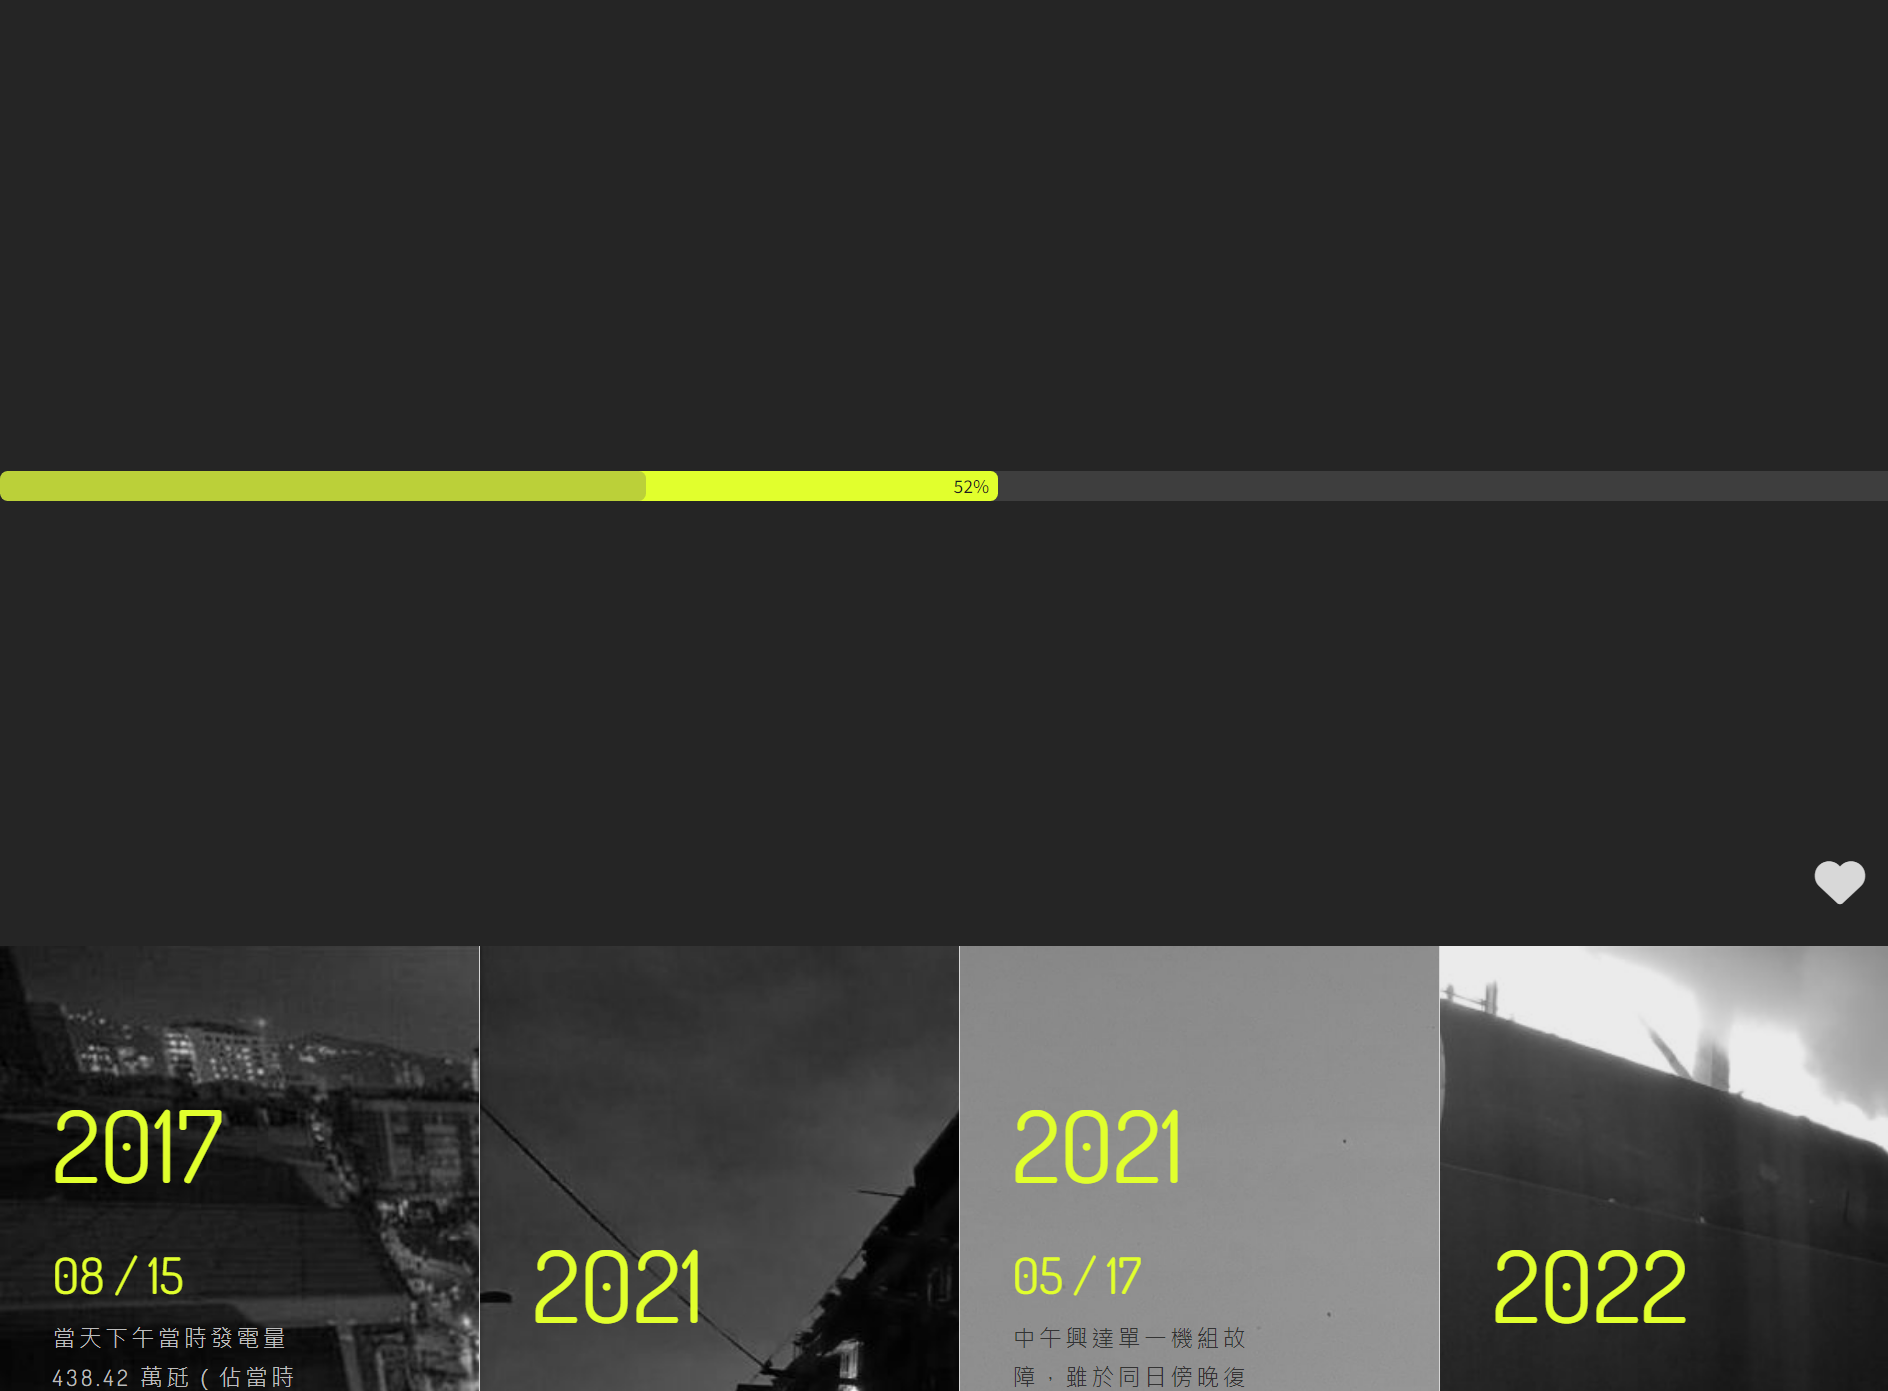 52%
2017
08 / 15
當天下午當時發電量
438.42 萬瓩 ( 佔當時
2021
2021
05 / 17
中午興達單一機組故
障，雖於同日傍晚復
2022